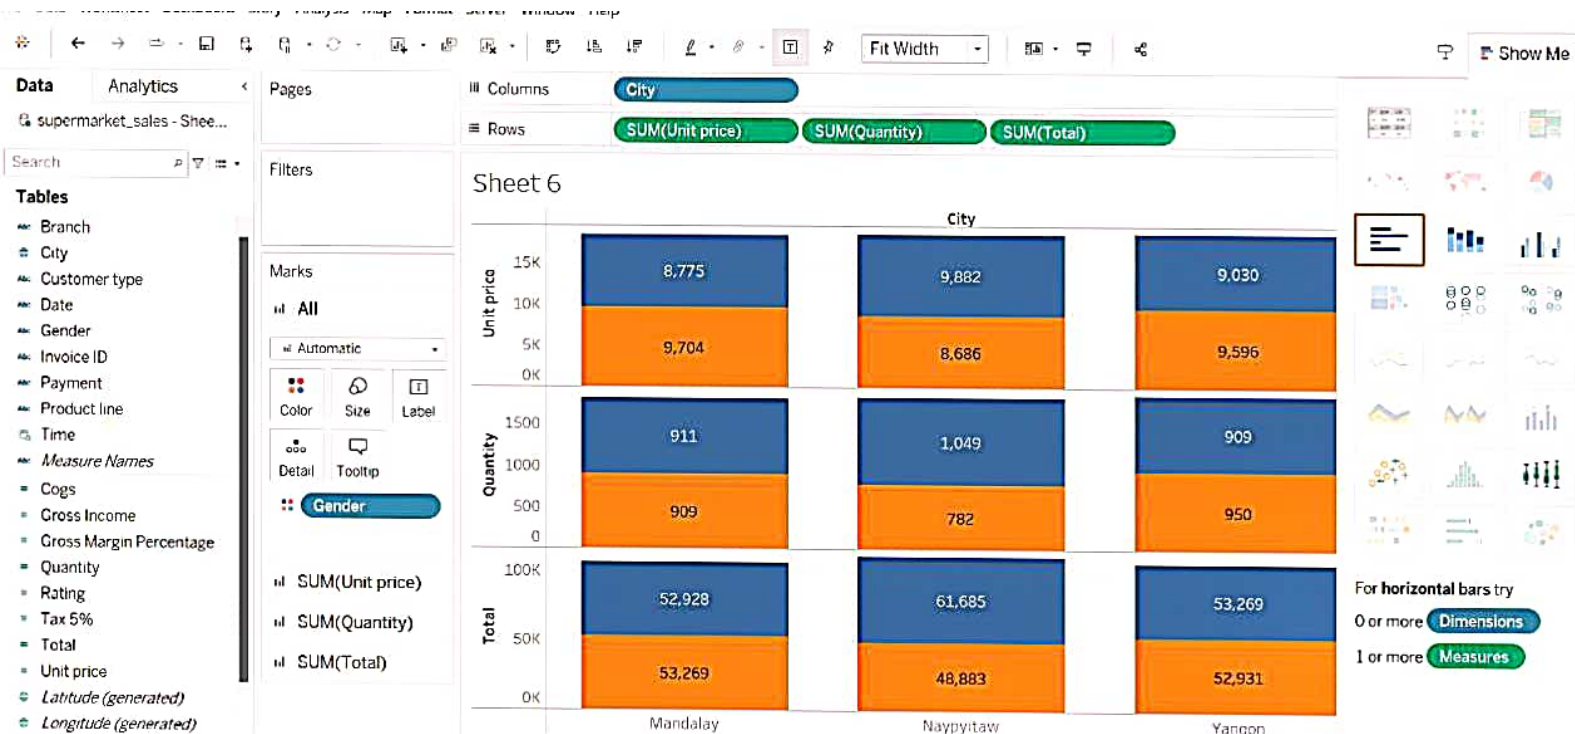 Fit Width
Show Me
Data
Analytics
supermarket_sales - Shee...
Search
Tables
Branch
City
Customer type
Date
Gender
Invoice ID
Payment
Product line
Time
Measure Names
Cogs
Gross Income
Gross Margin Percentage
Quantity
Rating
Tax 5%
Total
Unit price
Latitude (generated)
Longitude (generated)
Pages
Filters
Marks
All
Automatic
Color
Size
Label
Detail
Tooltip
Gender
SUM(Unit price)
SUM(Quantity)
SUM(Total)
Columns
City
Rows
SUM(Unit price)
SUM(Quantity)
SUM(Total)
Sheet 6
City
Unit price
15K
10K
5K
0K
8,775
9,882
9,030
9,704
8,686
9,596
Quantity
1500
1000
500
0
911
1,049
909
909
782
950
Total
100K
50K
0K
52,928
61,685
53,269
53,269
48,883
52,931
Mandalay
Naypyitaw
Yangon
For horizontal bars try
0 or more Dimensions
1 or more Measures